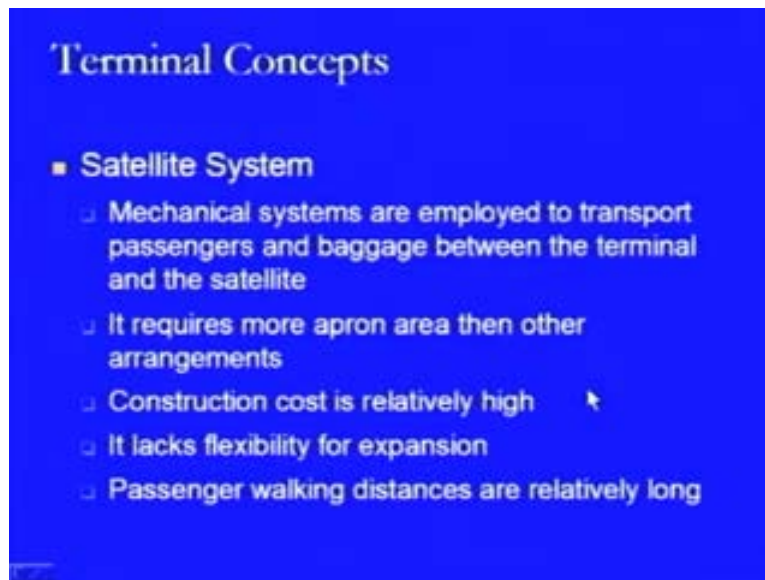 Terminal Concepts
Satellite System
Mechanical systems are employed to transport
passengers and baggage between the terminal
and the satellite
It requires more apron area then other
arrangements
Construction cost is relatively high
It lacks flexibility for expansion
Passenger walking distances are relatively long